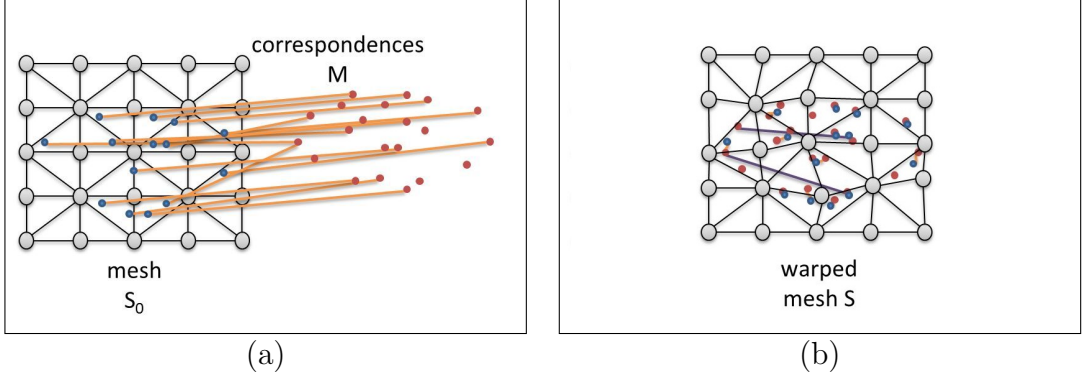 correspondences
M
mesh
S₀
(a)
warped
mesh S
(b)